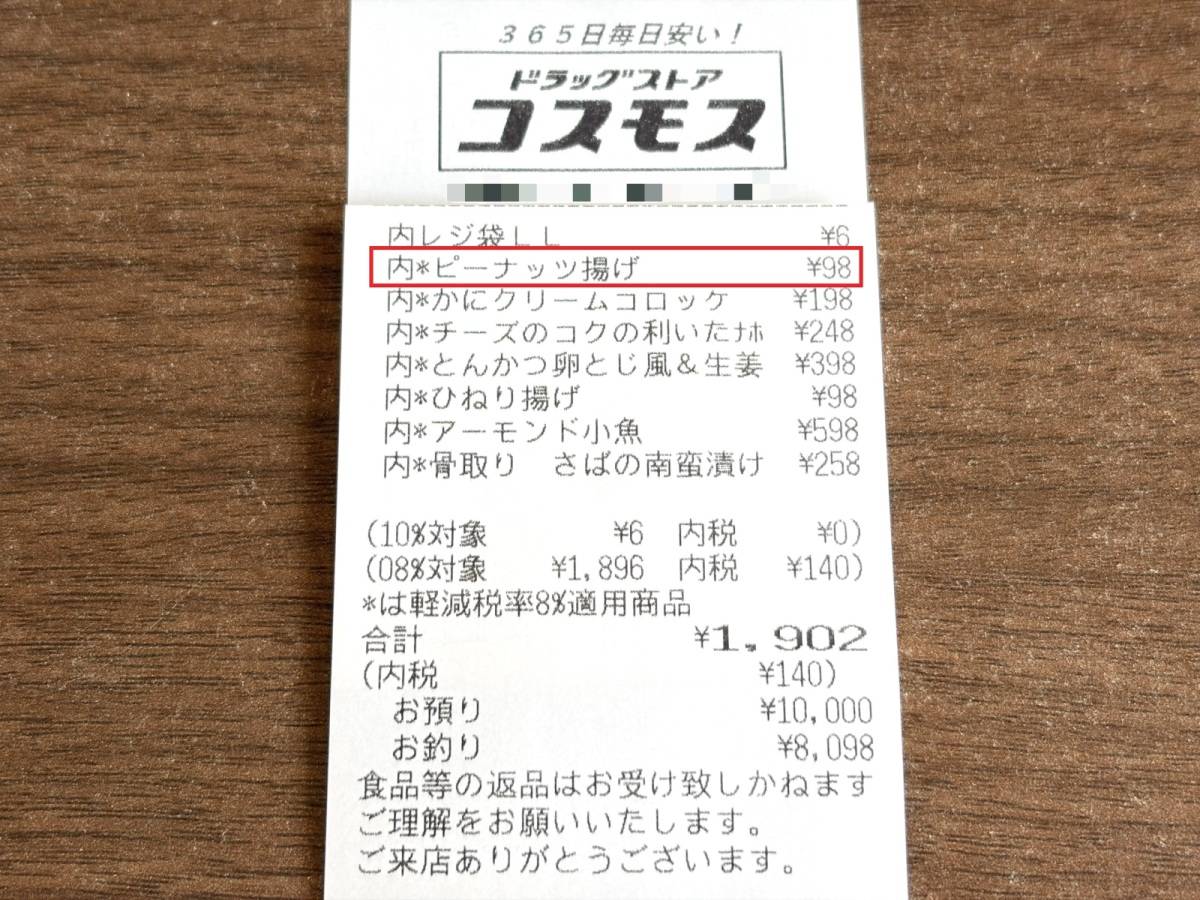 365日毎日安い!
ドラッグストア
コスモス
内レジ袋LL ¥6
内*ピーナッツ揚げ ¥98
内*かにクリームコロッケ ¥198
内*チーズのコクの利いたﾅﾎ ¥248
内*とんかつ卵とじ風&生姜 ¥398
内*ひねり揚げ ¥98
内*アーモンド小魚 ¥598
内*骨取り さばの南蛮漬け ¥258
(10%対象 ¥6 内税 ¥0)
(08%対象 ¥1,896 内税 ¥140)
*は軽減税率8%適用商品
合計 ¥1,902
(内税 ¥140)
お預り ¥10,000
お釣り ¥8,098
食品等の返品はお受け致しかねます
ご理解をお願いいたします。
ご来店ありがとうございます。